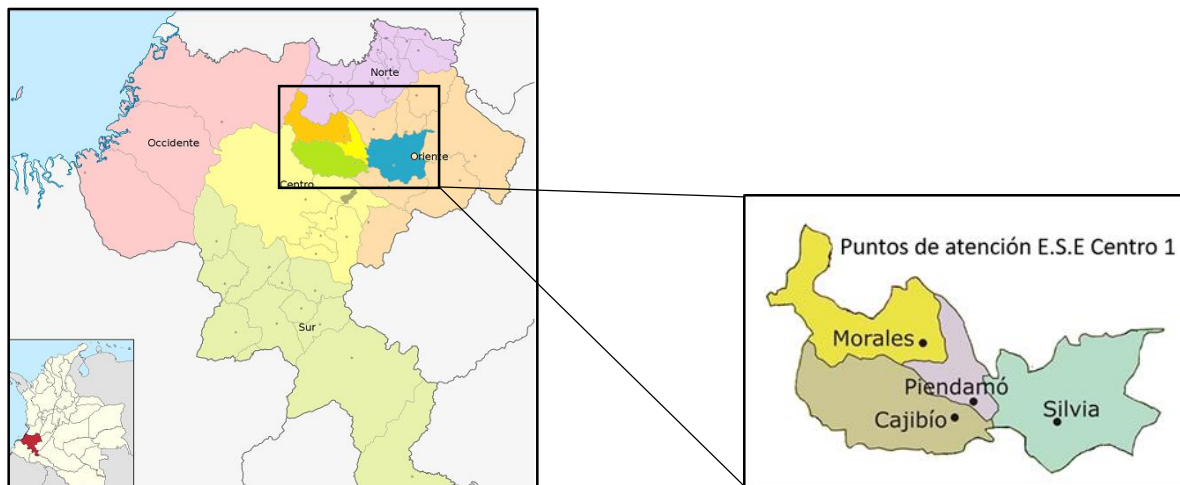 Norte
Occidente
Oriente
Centro
Sur
Puntos de atención E.S.E Centro 1
Morales
Piendamó
Cajibío
Silvia